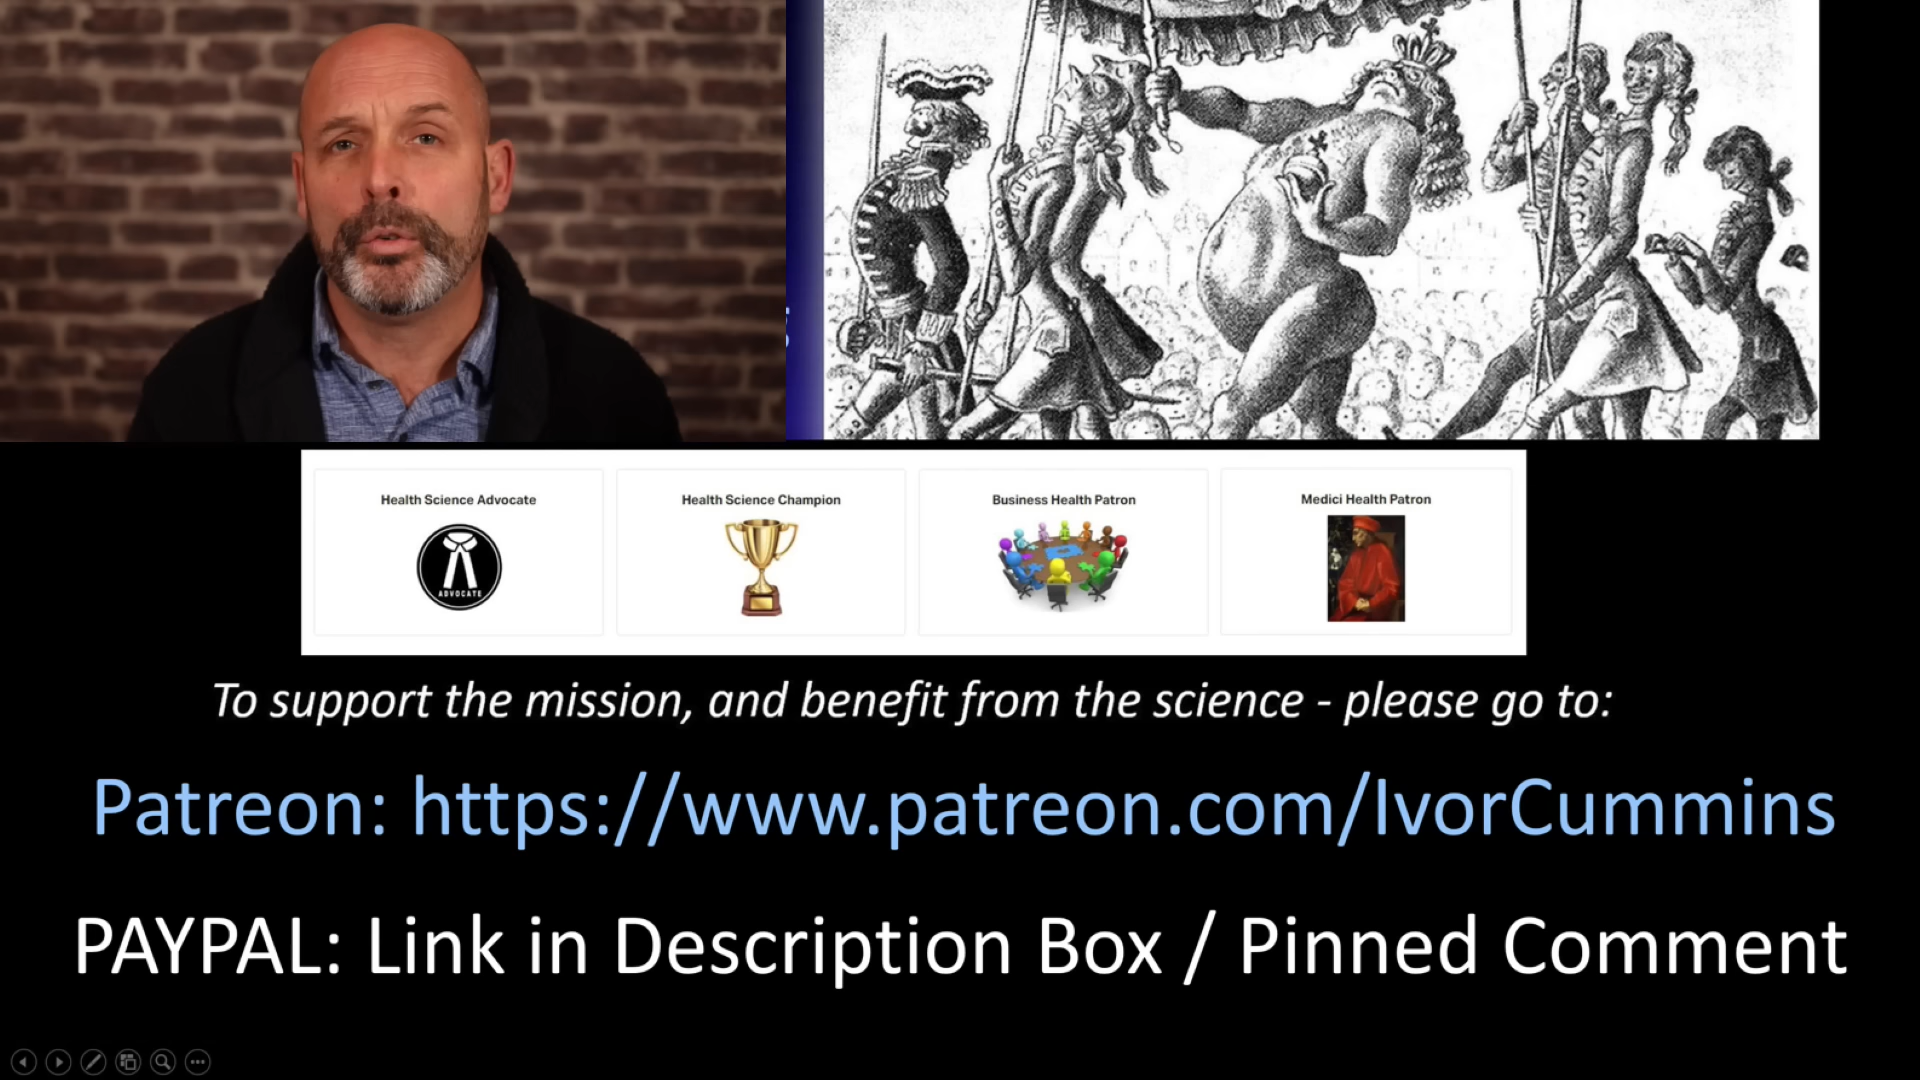 Health Science Advocate
ADVOCATE
Health Science Champion
Business Health Patron
Medici Health Patron
To support the mission, and benefit from the science - please go to:
Patreon: https://www.patreon.com/IvorCummins
PAYPAL: Link in Description Box / Pinned Comment